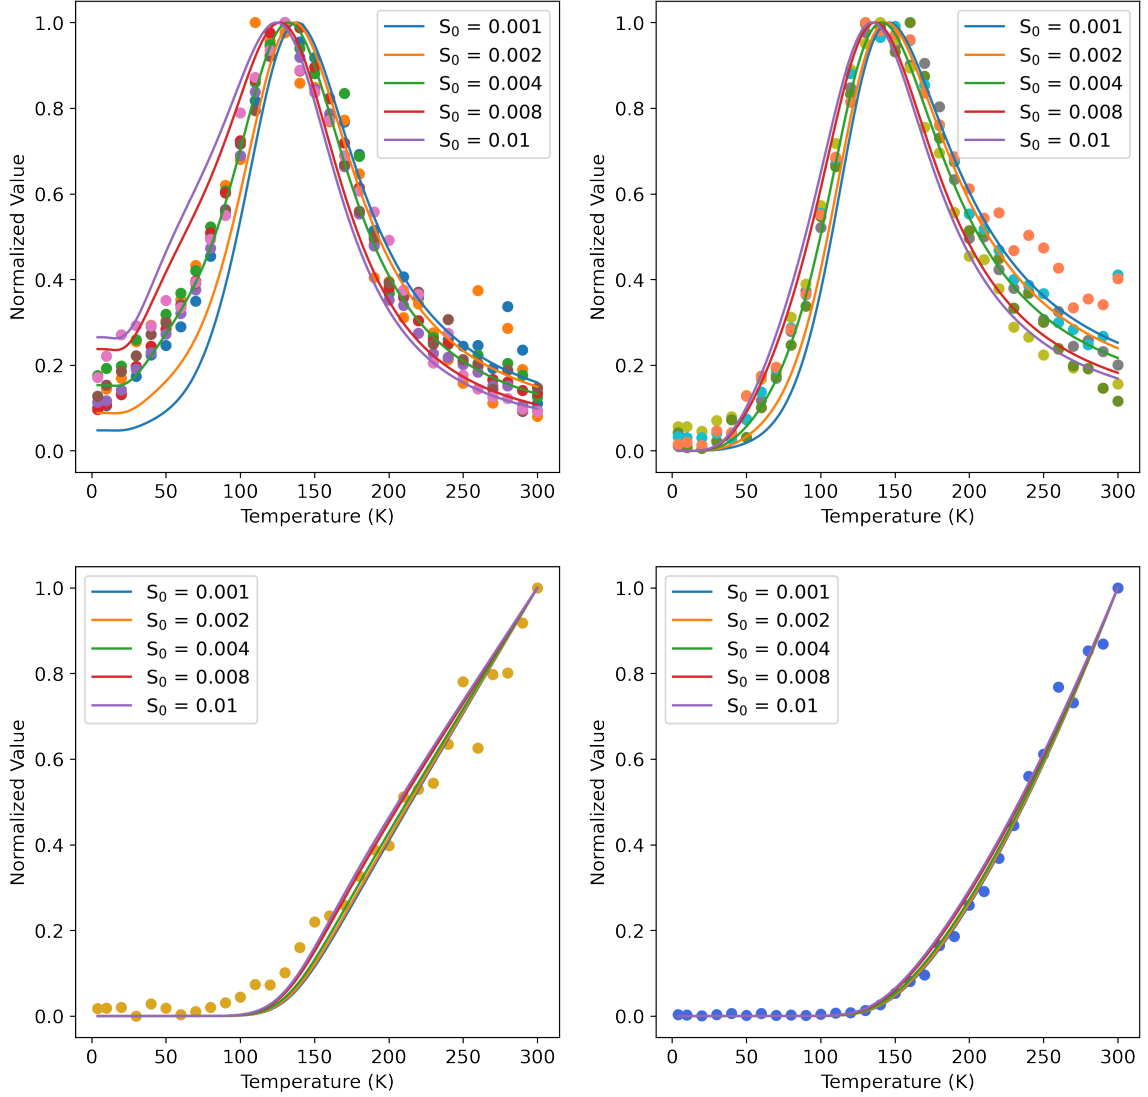 1.0
0.8
0.6
0.4
0.2
0.0
Normalized Value
0 50 100 150 200 250 300
Temperature (K)
S₀ = 0.001
S₀ = 0.002
S₀ = 0.004
S₀ = 0.008
S₀ = 0.01
1.0
0.8
0.6
0.4
0.2
0.0
Normalized Value
0 50 100 150 200 250 300
Temperature (K)
S₀ = 0.001
S₀ = 0.002
S₀ = 0.004
S₀ = 0.008
S₀ = 0.01
1.0
0.8
0.6
0.4
0.2
0.0
Normalized Value
0 50 100 150 200 250 300
Temperature (K)
S₀ = 0.001
S₀ = 0.002
S₀ = 0.004
S₀ = 0.008
S₀ = 0.01
1.0
0.8
0.6
0.4
0.2
0.0
Normalized Value
0 50 100 150 200 250 300
Temperature (K)
S₀ = 0.001
S₀ = 0.002
S₀ = 0.004
S₀ = 0.008
S₀ = 0.01